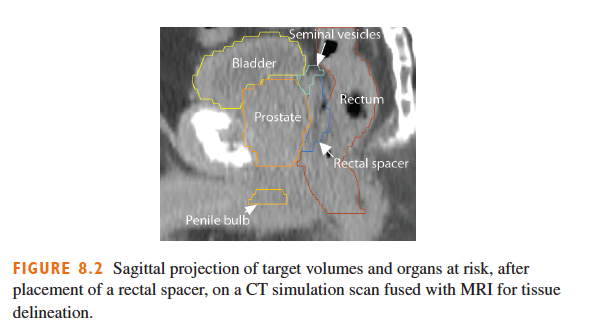 Seminal vesicles
Bladder
Rectum
Prostate
Rectal spacer
Penile bulb
FIGURE 8.2 Sagittal projection of target volumes and organs at risk, after
placement of a rectal spacer, on a CT simulation scan fused with MRI for tissue
delineation.